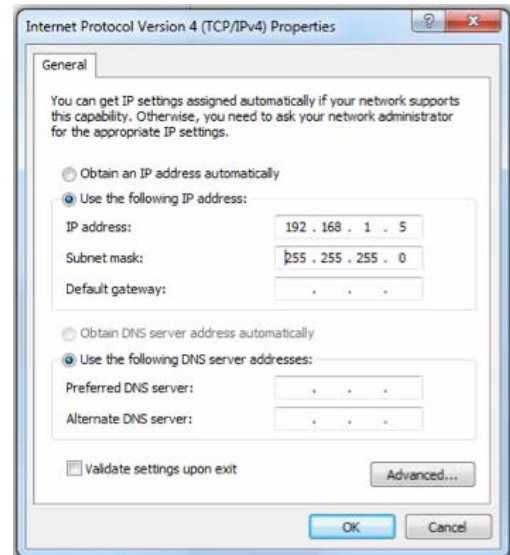 Internet Protocol Version 4 (TCP/IPv4) Properties
General
You can get IP settings assigned automatically if your network supports
this capability. Otherwise, you need to ask your network administrator
for the appropriate IP settings.
Obtain an IP address automatically
Use the following IP address:
IP address: 192 . 168 . 1 . 5
Subnet mask: 255 . 255 . 255 . 0
Default gateway: . . .
Obtain DNS server address automatically
Use the following DNS server addresses:
Preferred DNS server: . . .
Alternate DNS server: . . .
Validate settings upon exit
Advanced...
OK Cancel